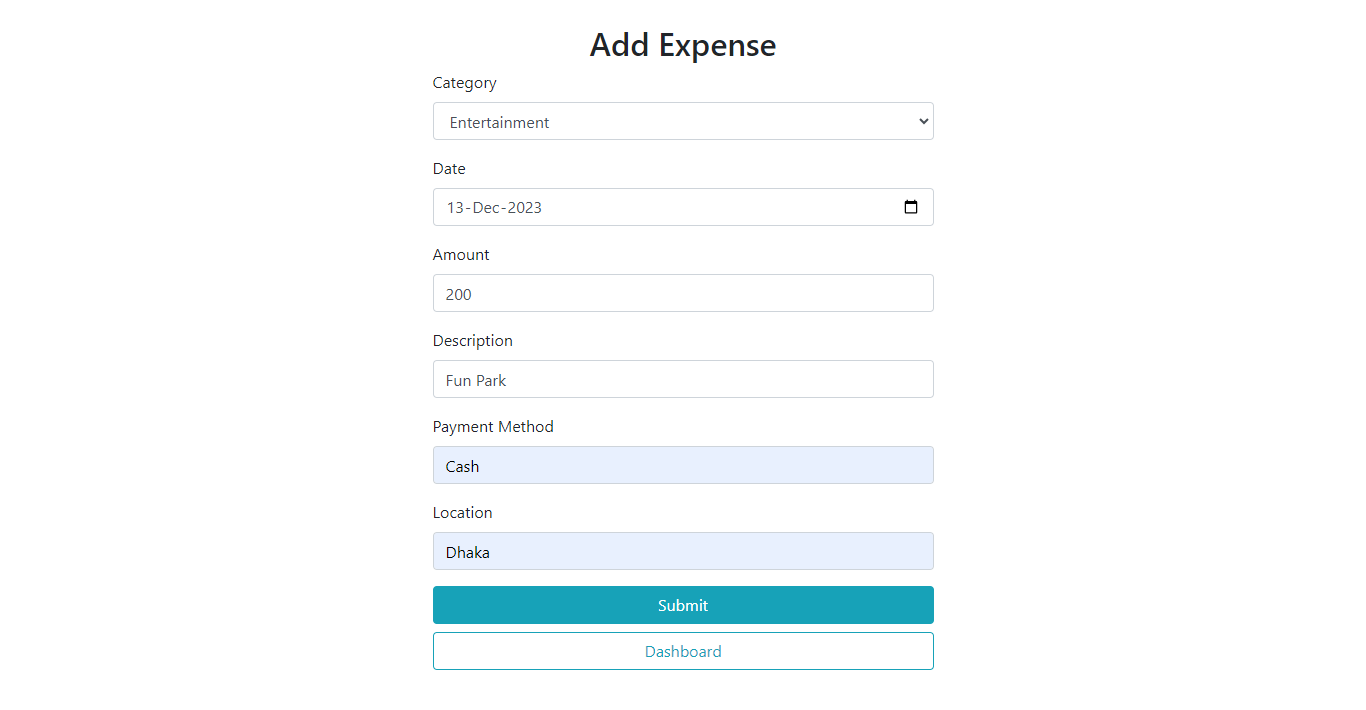 Add Expense
Category
Entertainment
Date
13-Dec-2023
Amount
200
Description
Fun Park
Payment Method
Cash
Location
Dhaka
Submit
Dashboard